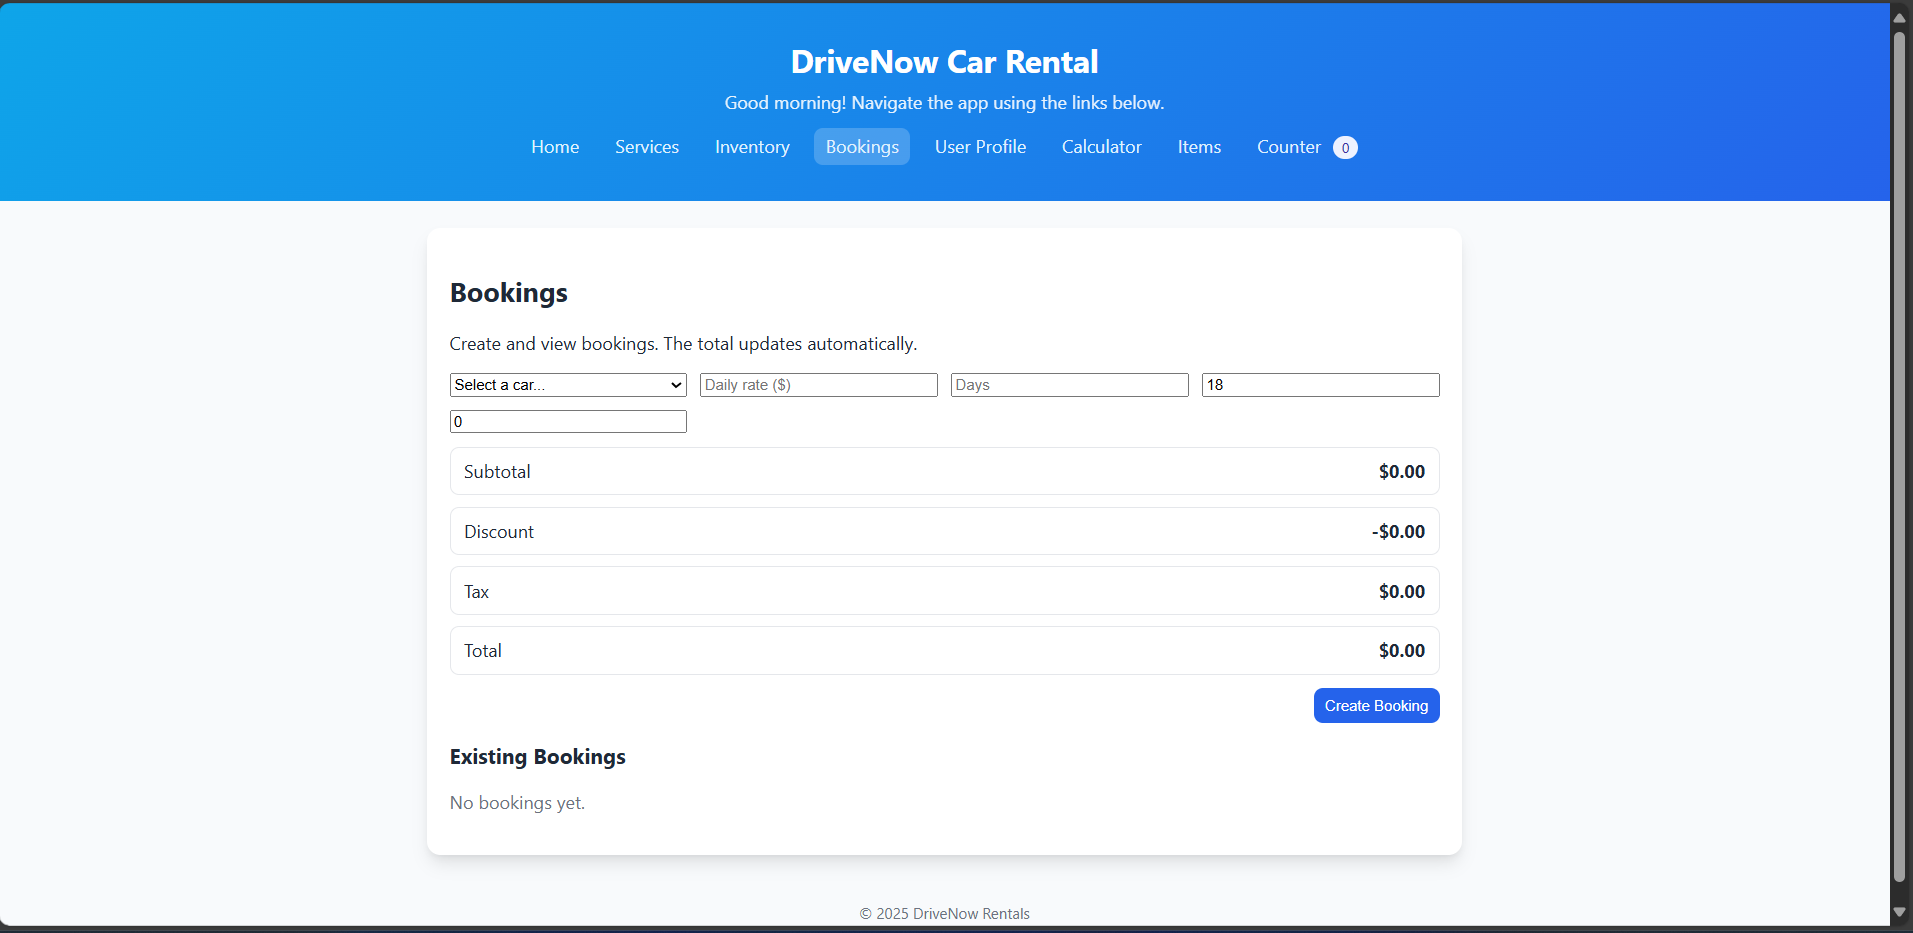 DriveNow Car Rental
Good morning! Navigate the app using the links below.
Home Services Inventory Bookings User Profile Calculator Items Counter 0
Bookings
Create and view bookings. The total updates automatically.
Select a car... Daily rate ($) Days 18
0
Subtotal $0.00
Discount -$0.00
Tax $0.00
Total $0.00
Create Booking
Existing Bookings
No bookings yet.
© 2025 DriveNow Rentals